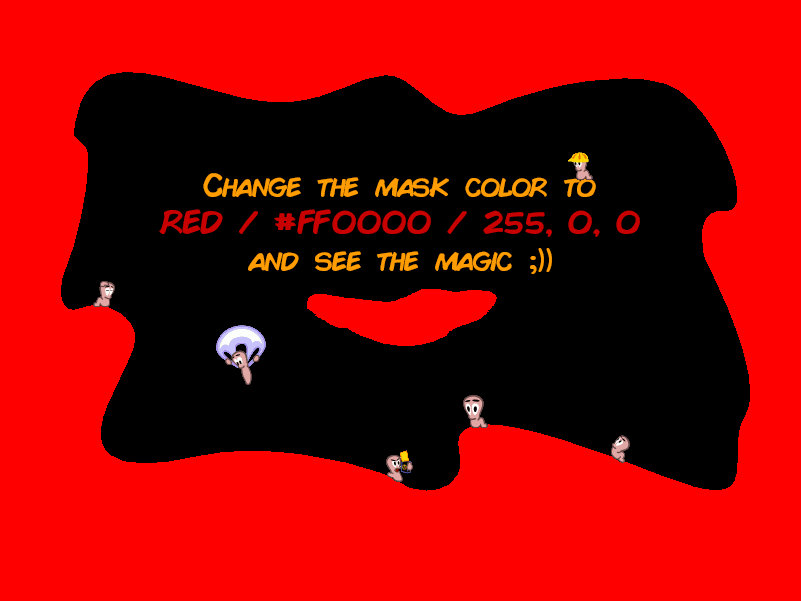 Change the mask color to
RED / #FF0000 / 255, 0, 0
and see the magic ;))